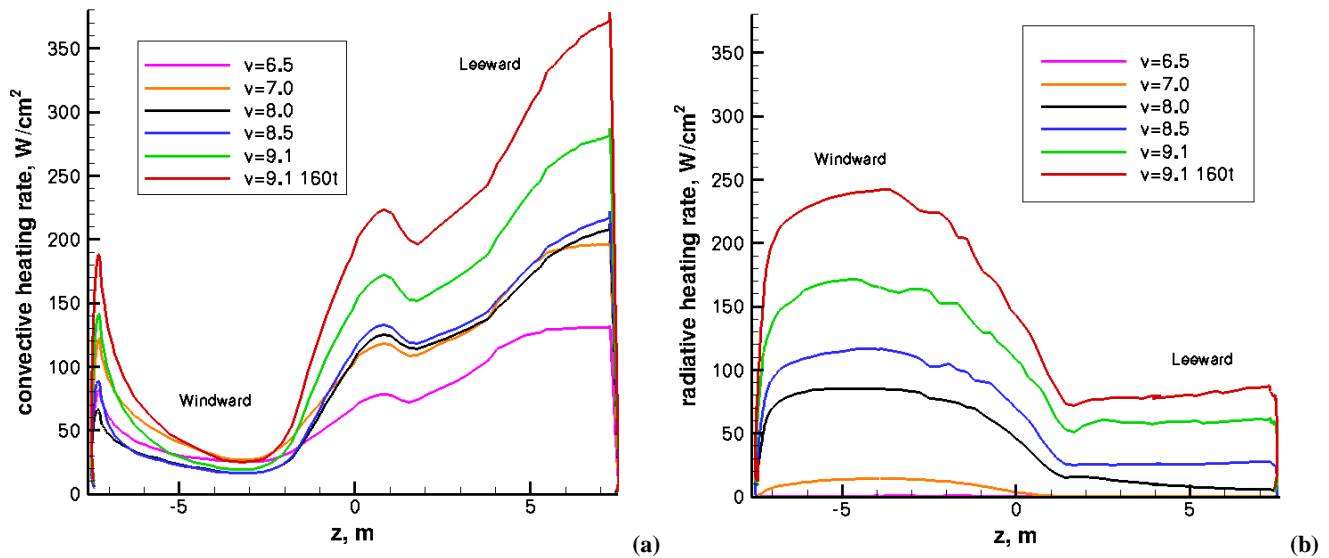 convective heating rate, W/cm²
350
300
250
200
150
100
50
0
v=6.5
v=7.0
v=8.0
v=8.5
v=9.1
v=9.1 160t
Leeward
Windward
-5
0
5
z, m
(a)
radiative heating rate, W/cm²
350
300
250
200
150
100
50
0
v=6.5
v=7.0
v=8.0
v=8.5
v=9.1
v=9.1 160t
Windward
Leeward
-5
0
5
z, m
(b)